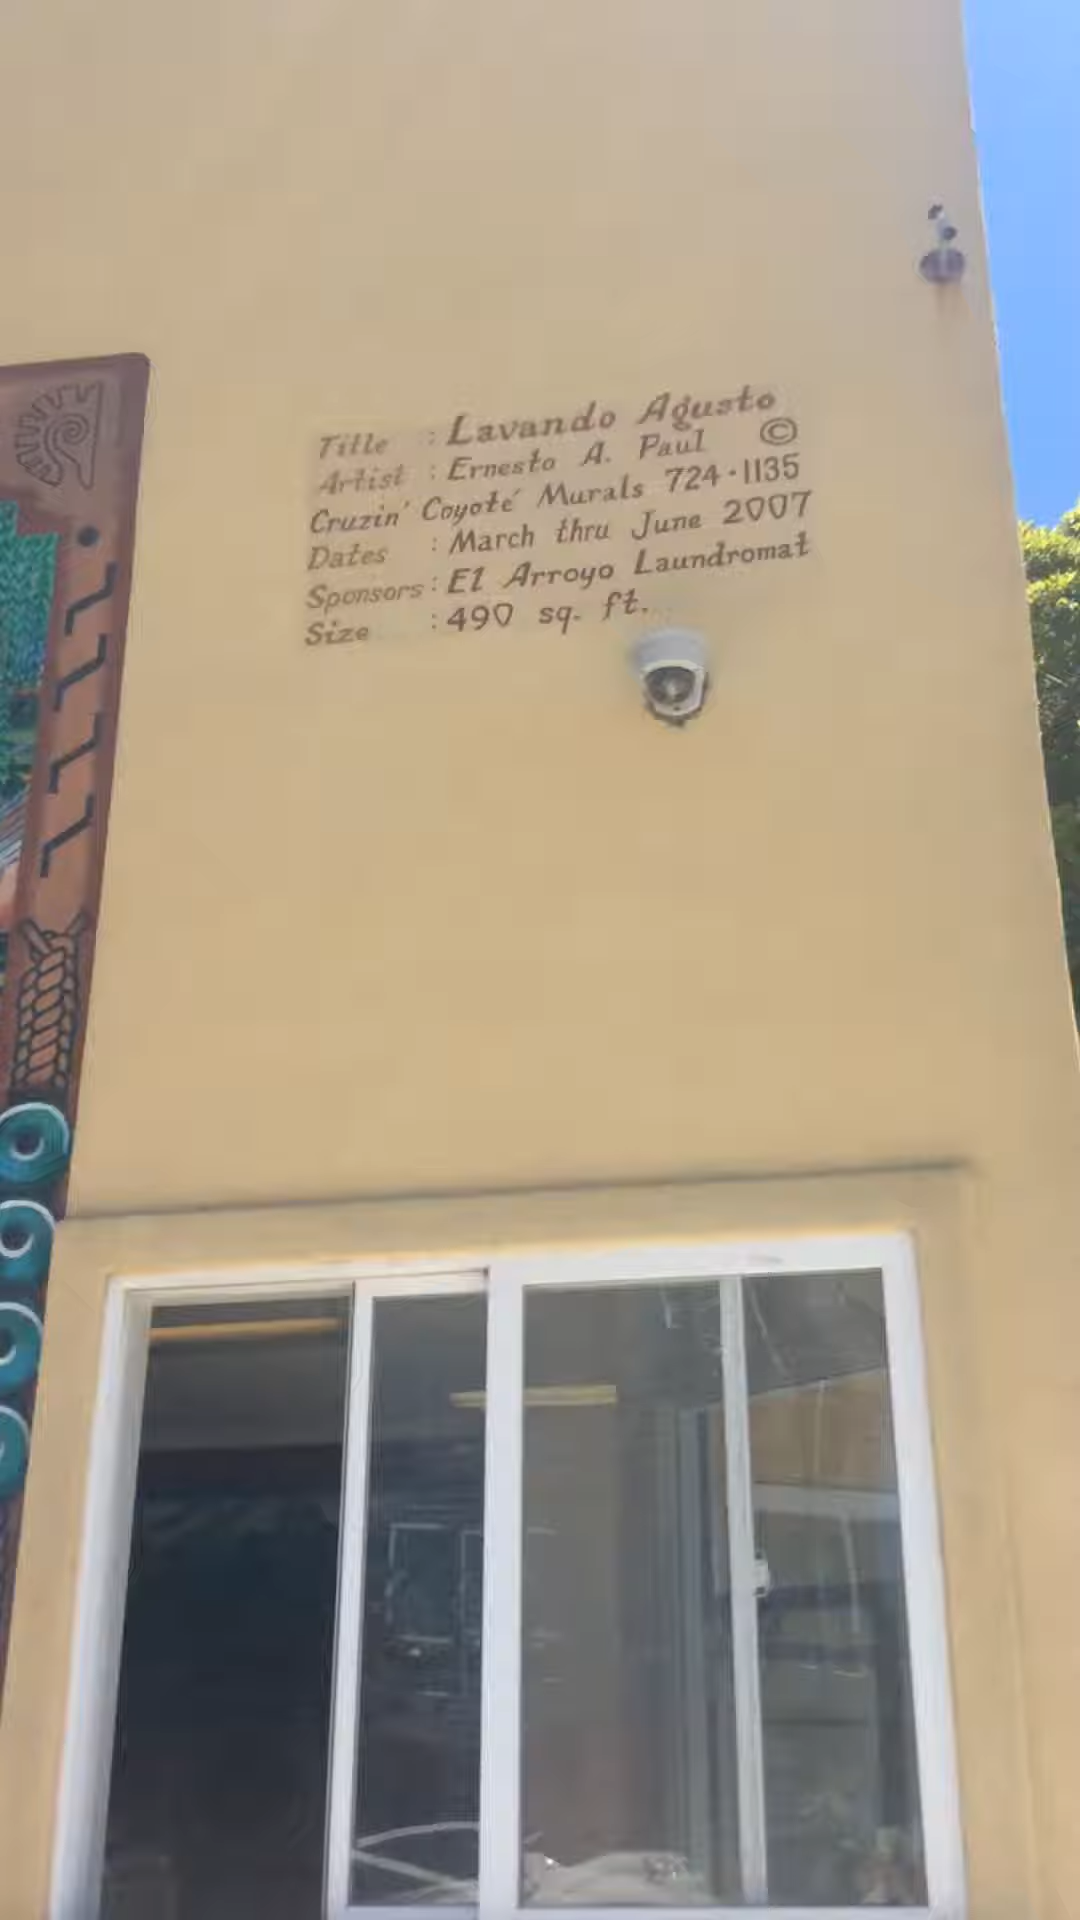 Title : Lavando Agusto
Artist : Ernesto A. Paul ©
Cruzin' Coyoté Murals 724-1135
Dates : March thru June 2007
Sponsors : El Arroyo Laundromat
Size : 490 sq. ft.